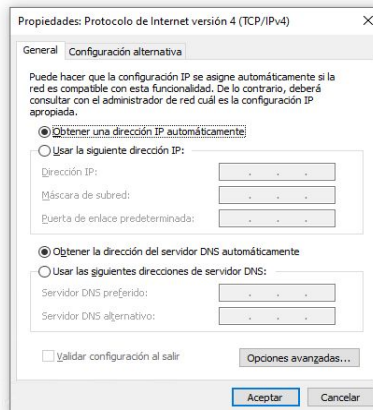 Propiedades: Protocolo de Internet versión 4 (TCP/IPv4)
General Configuración alternativa
Puede hacer que la configuración IP se asigne automáticamente si la
red es compatible con esta funcionalidad. De lo contrario, deberá
consultar con el administrador de red cuál es la configuración IP
apropiada.
Obtener una dirección IP automáticamente
Usar la siguiente dirección IP:
Dirección IP:
Máscara de subred:
Puerta de enlace predeterminada:
Obtener la dirección del servidor DNS automáticamente
Usar las siguientes direcciones de servidor DNS:
Servidor DNS preferido:
Servidor DNS alternativo:
Validar configuración al salir
Opciones avanzadas...
Aceptar Cancelar